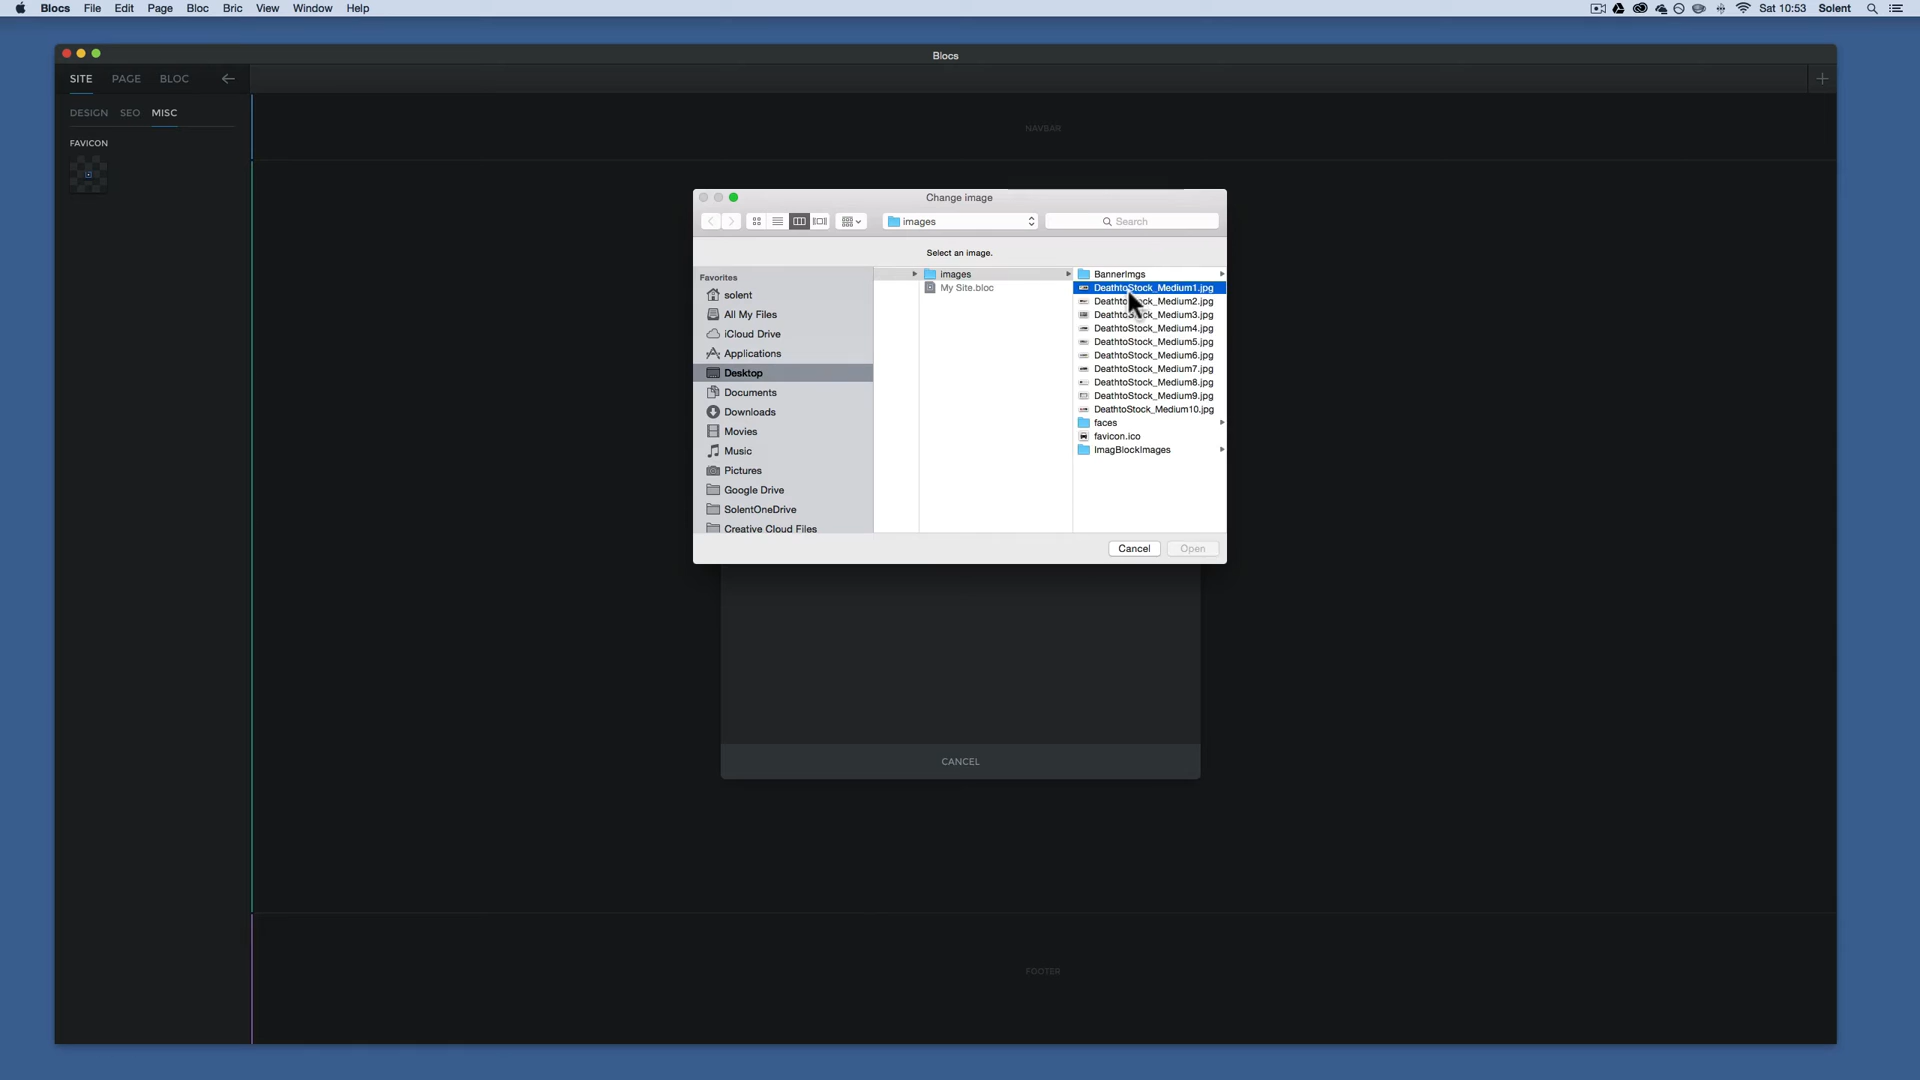 Blocs File Edit Page Bloc Bric View Window Help Sat 10:53 Solent
Blocs
SITE PAGE BLOC
DESIGN SEO MISC
FAVICON
NAVBAR
Change image
images
Search
Select an image.
Favorites
solent
All My Files
iCloud Drive
Applications
Desktop
Documents
Downloads
Movies
Music
Pictures
Google Drive
SolentOneDrive
Creative Cloud Files
images
My Site.bloc
BannerImgs
DeathtoStock_Medium1.jpg
DeathtoStock_Medium2.jpg
DeathtoStock_Medium3.jpg
DeathtoStock_Medium4.jpg
DeathtoStock_Medium5.jpg
DeathtoStock_Medium6.jpg
DeathtoStock_Medium7.jpg
DeathtoStock_Medium8.jpg
DeathtoStock_Medium9.jpg
DeathtoStock_Medium10.jpg
faces
favicon.ico
ImagBlockImages
Cancel Open
CANCEL
FOOTER